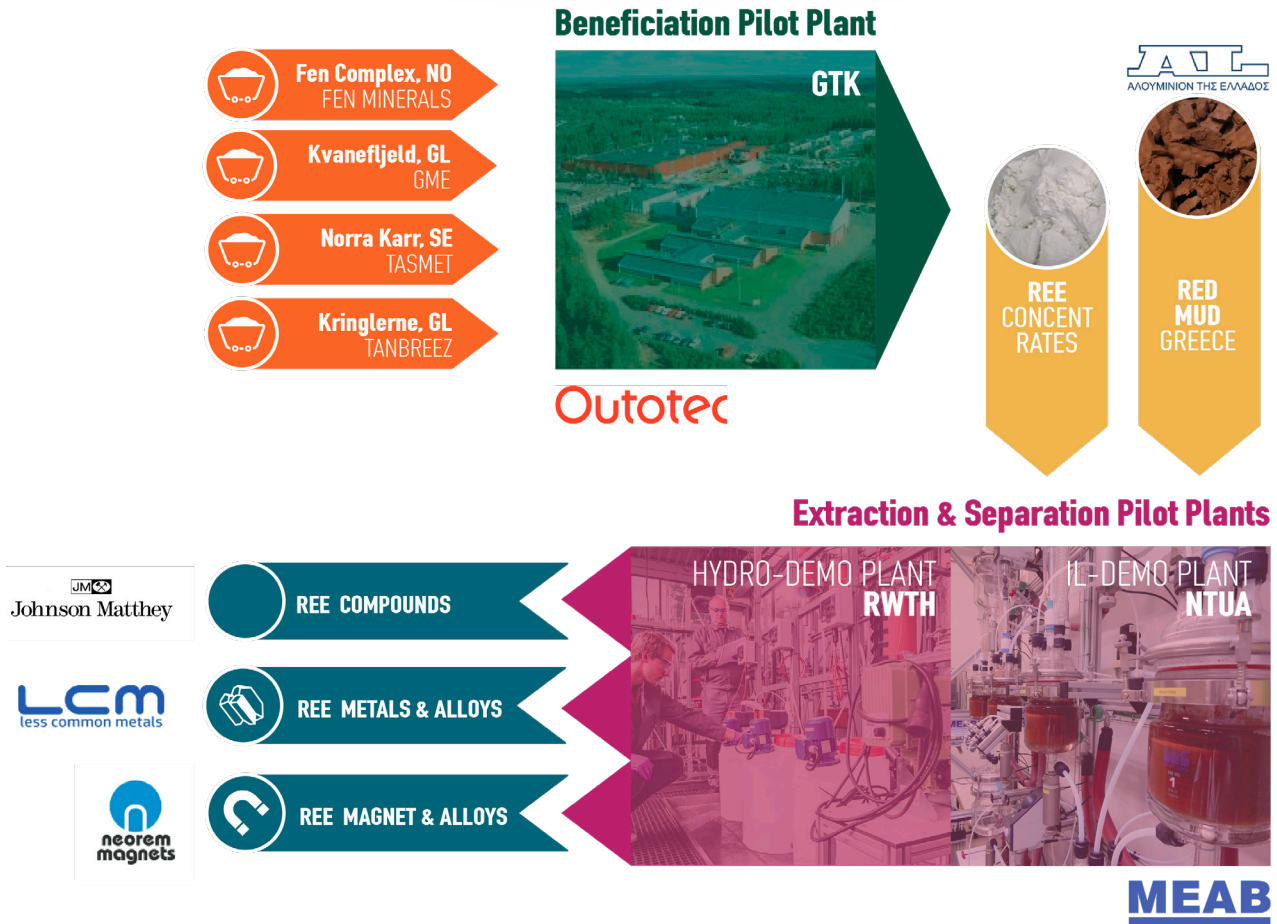 Beneficiation Pilot Plant
Fen Complex, NO
FEN MINERALS
Kvanefljeld, GL
GME
Norra Karr, SE
TASMET
Kringlerne, GL
TANBREEZ
GTK
Outotec
ΑΛΟΥΜΙΝΙΟΝ ΤΗΣ ΕΛΛΑΔΟΣ
REE
CONCENT
RATES
RED
MUD
GREECE
Extraction & Separation Pilot Plants
HYDRO-DEMO PLANT
RWTH
IL-DEMO PLANT
NTUA
JM
Johnson Matthey
REE COMPOUNDS
LCM
less common metals
REE METALS & ALLOYS
neorem
magnets
REE MAGNET & ALLOYS
MEAB